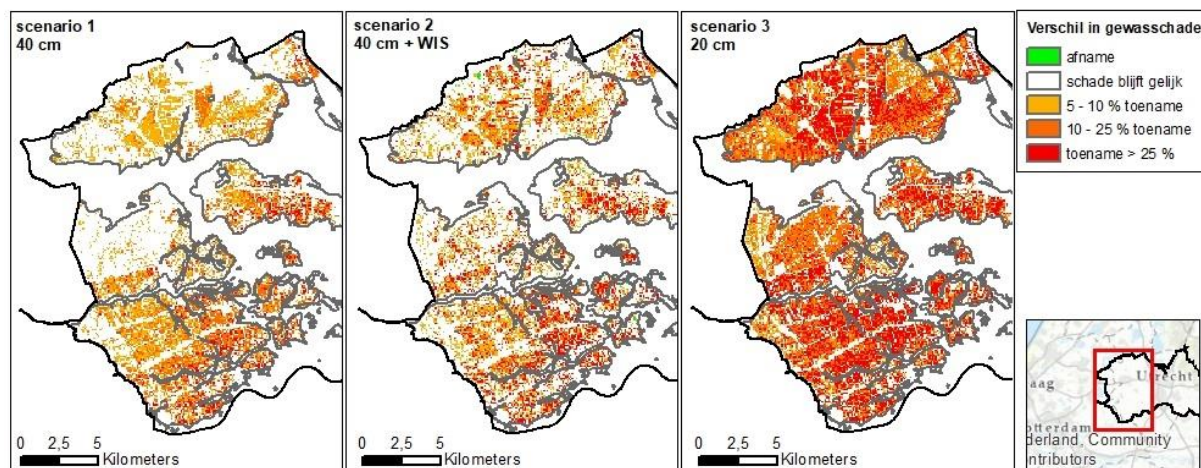 scenario 1
40 cm
0 2,5 5
Kilometers
scenario 2
40 cm + WIS
0 2,5 5
Kilometers
scenario 3
20 cm
0 2,5 5
Kilometers
Verschil in gewasschade
afname
schade blijft gelijk
5 - 10 % toename
10 - 25 % toename
toename > 25 %
aag
Utrecht
otterdam
derland, Community
ntributors